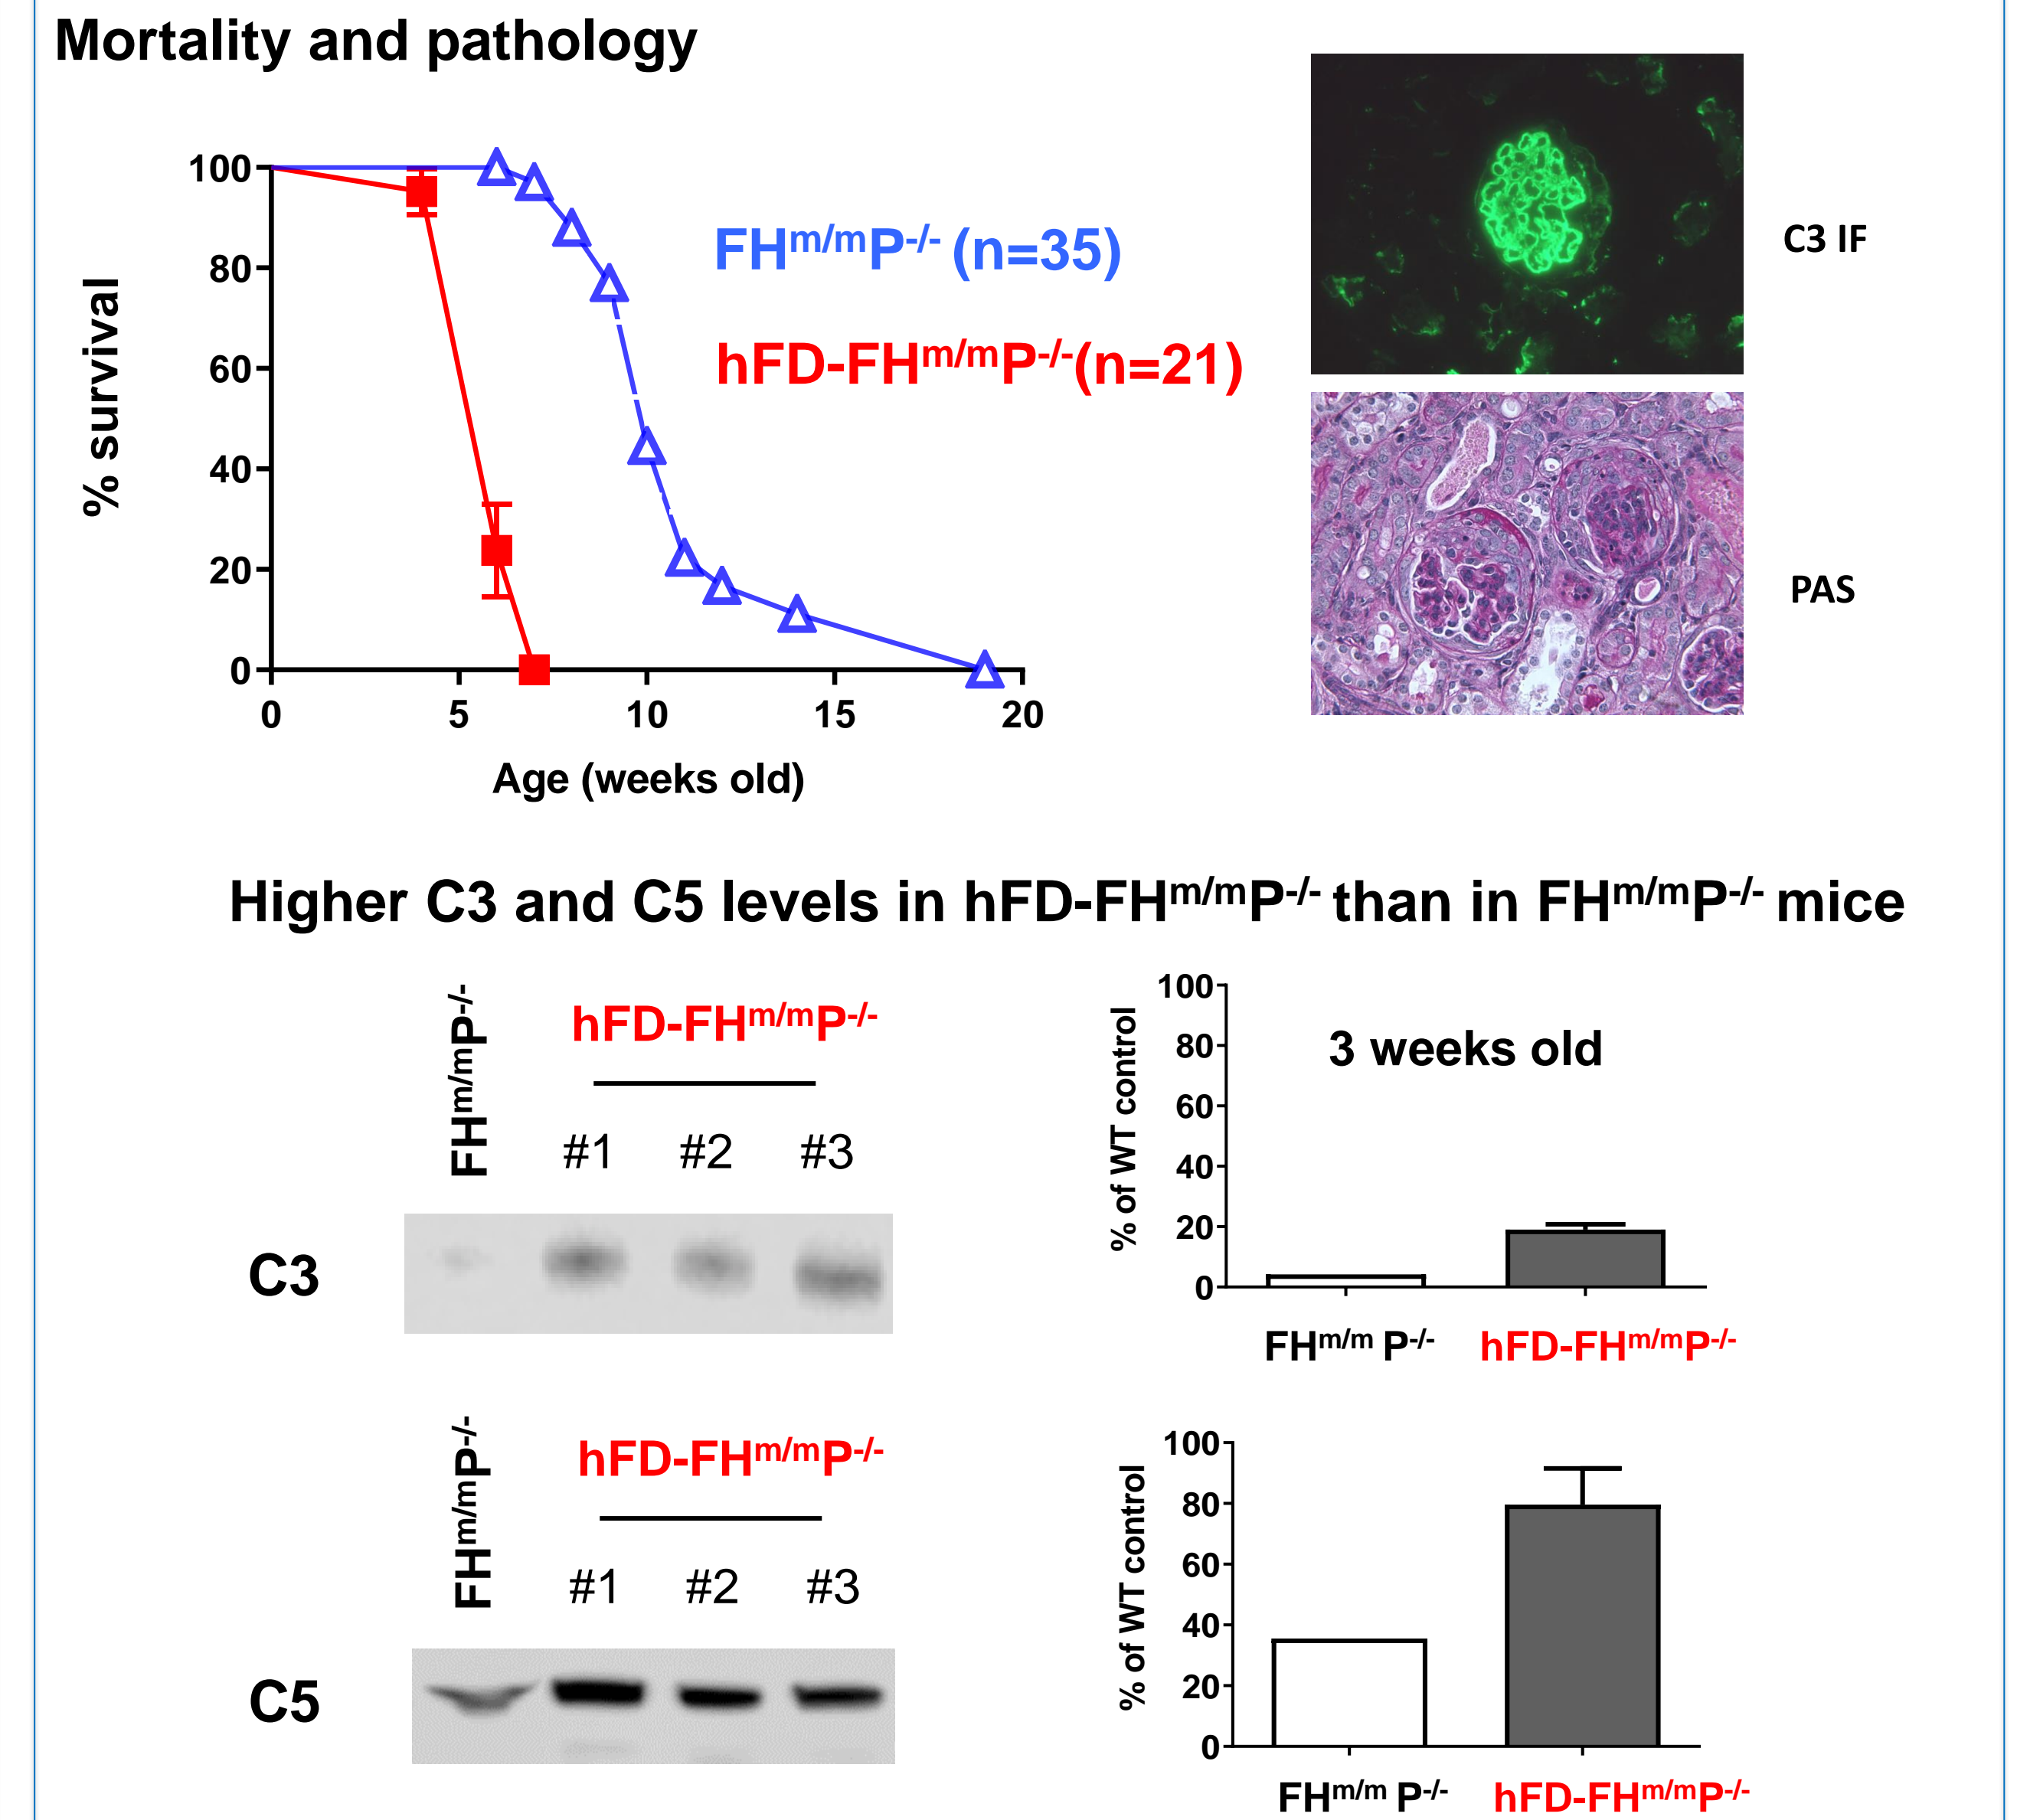 Mortality and pathology
100
80
60
40
20
0
% survival
0 5 10 15 20
Age (weeks old)
FHm/mP-/- (n=35)
hFD-FHm/mP-/-(n=21)
C3 IF
PAS
Higher C3 and C5 levels in hFD-FHm/mP-/- than in FHm/mP-/- mice
FHm/mP-/-
hFD-FHm/mP-/-
#1 #2 #3
C3
100
80
60
40
20
0
% of WT control
3 weeks old
FHm/m P-/- hFD-FHm/mP-/-
FHm/mP-/-
hFD-FHm/mP-/-
#1 #2 #3
C5
100
80
60
40
20
0
% of WT control
FHm/m P-/- hFD-FHm/mP-/-